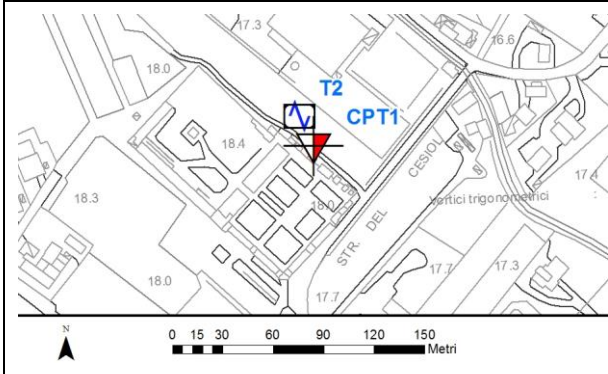 17.3
16.6
18.0
T2
CPT1
18.4
17.4
18.3
18.0
Vertici trigonometrici
STR. DEL CESIOL
18.0
17.7
17.3
17.7
N
0 15 30 60 90 120 150
Metri